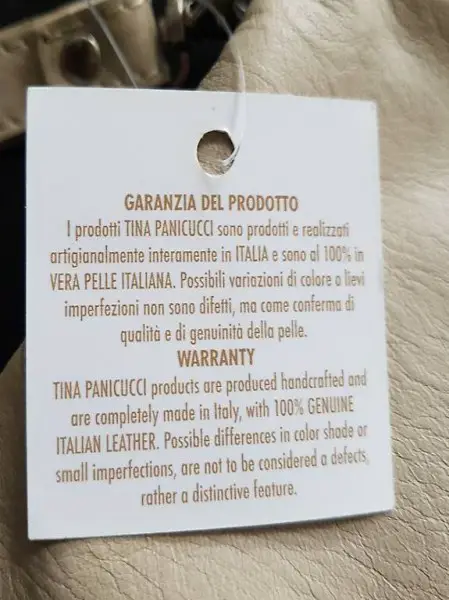 GARANZIA DEL PRODOTTO
I prodotti TINA PANICUCCI sono prodotti e realizzati
artigianalmente interamente in ITALIA e sono al 100% in
VERA PELLE ITALIANA. Possibili variazioni di colore o lievi
imperfezioni non sono difetti, ma come conferma di
qualità e di genuinità della pelle.
WARRANTY
TINA PANICUCCI products are produced handcrafted and
are completely made in Italy, with 100% GENUINE
ITALIAN LEATHER. Possible differences in color shade or
small imperfections, are not to be considered a defects,
rather a distinctive feature.